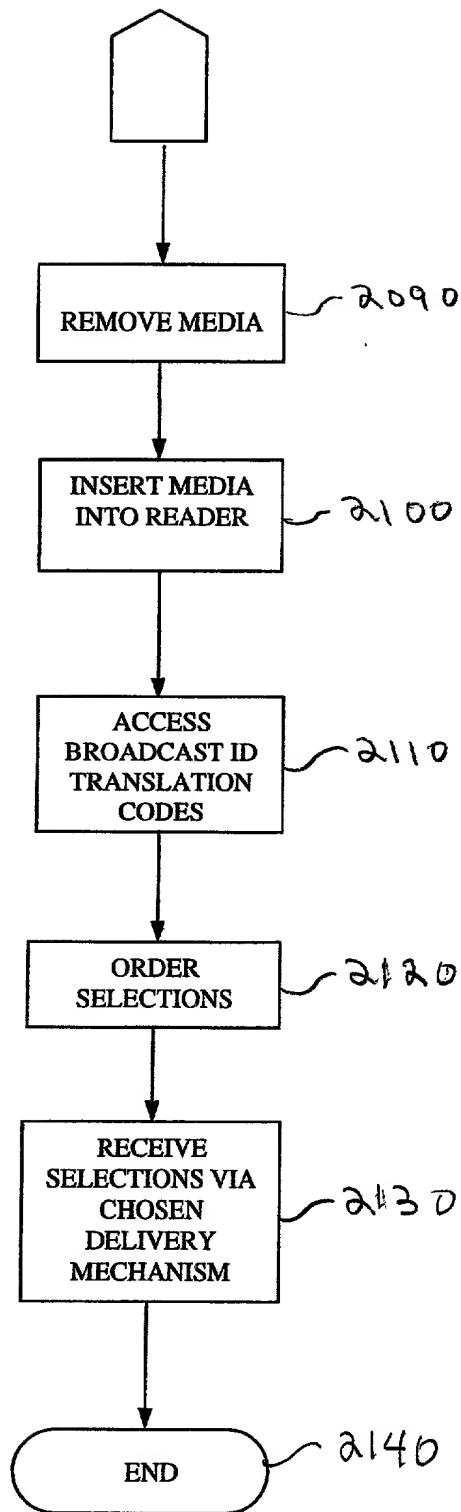 REMOVE MEDIA
2090
INSERT MEDIA
INTO READER
2100
ACCESS
BROADCAST ID
TRANSLATION
CODES
2110
ORDER
SELECTIONS
2120
RECEIVE
SELECTIONS VIA
CHOSEN
DELIVERY
MECHANISM
2130
END
2140